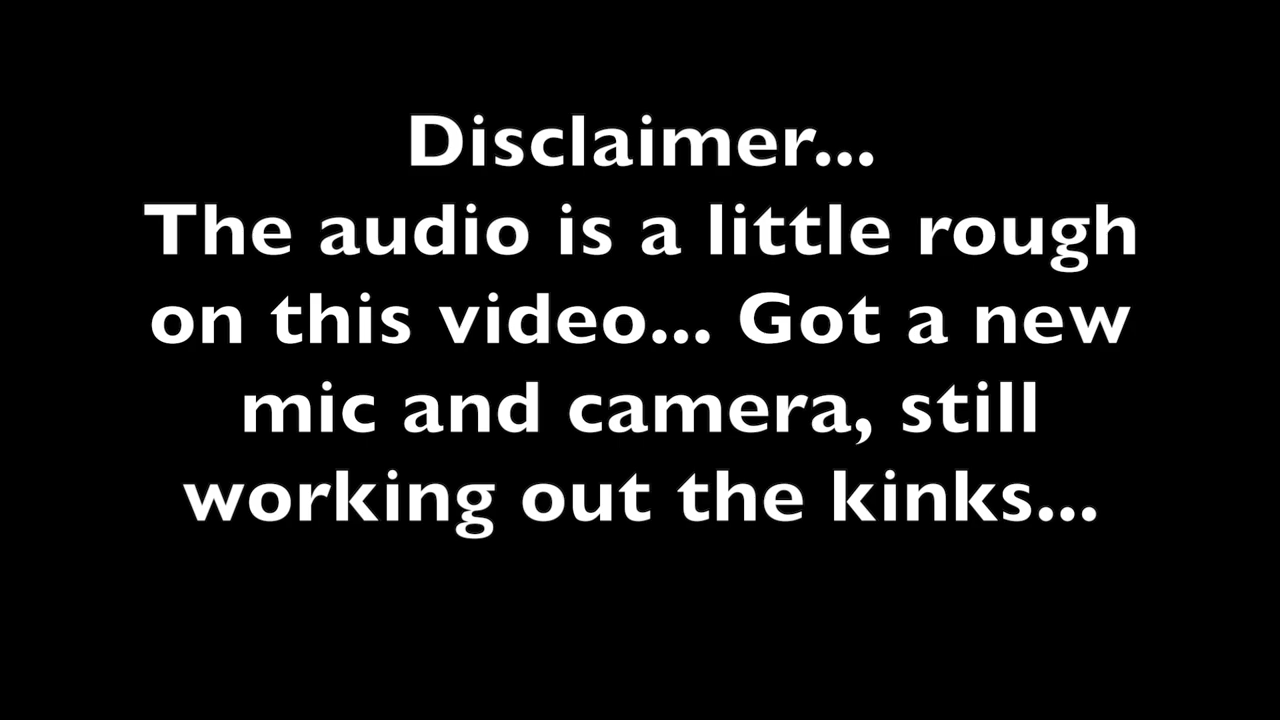 Disclaimer...
The audio is a little rough
on this video... Got a new
mic and camera, still
working out the kinks...